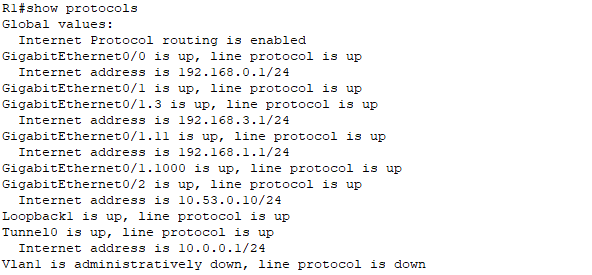 R1#show protocols
Global values:
  Internet Protocol routing is enabled
GigabitEthernet0/0 is up, line protocol is up
  Internet address is 192.168.0.1/24
GigabitEthernet0/1 is up, line protocol is up
GigabitEthernet0/1.3 is up, line protocol is up
  Internet address is 192.168.3.1/24
GigabitEthernet0/1.11 is up, line protocol is up
  Internet address is 192.168.1.1/24
GigabitEthernet0/1.1000 is up, line protocol is up
GigabitEthernet0/2 is up, line protocol is up
  Internet address is 10.53.0.10/24
Loopback1 is up, line protocol is up
Tunnel0 is up, line protocol is up
  Internet address is 10.0.0.1/24
Vlan1 is administratively down, line protocol is down